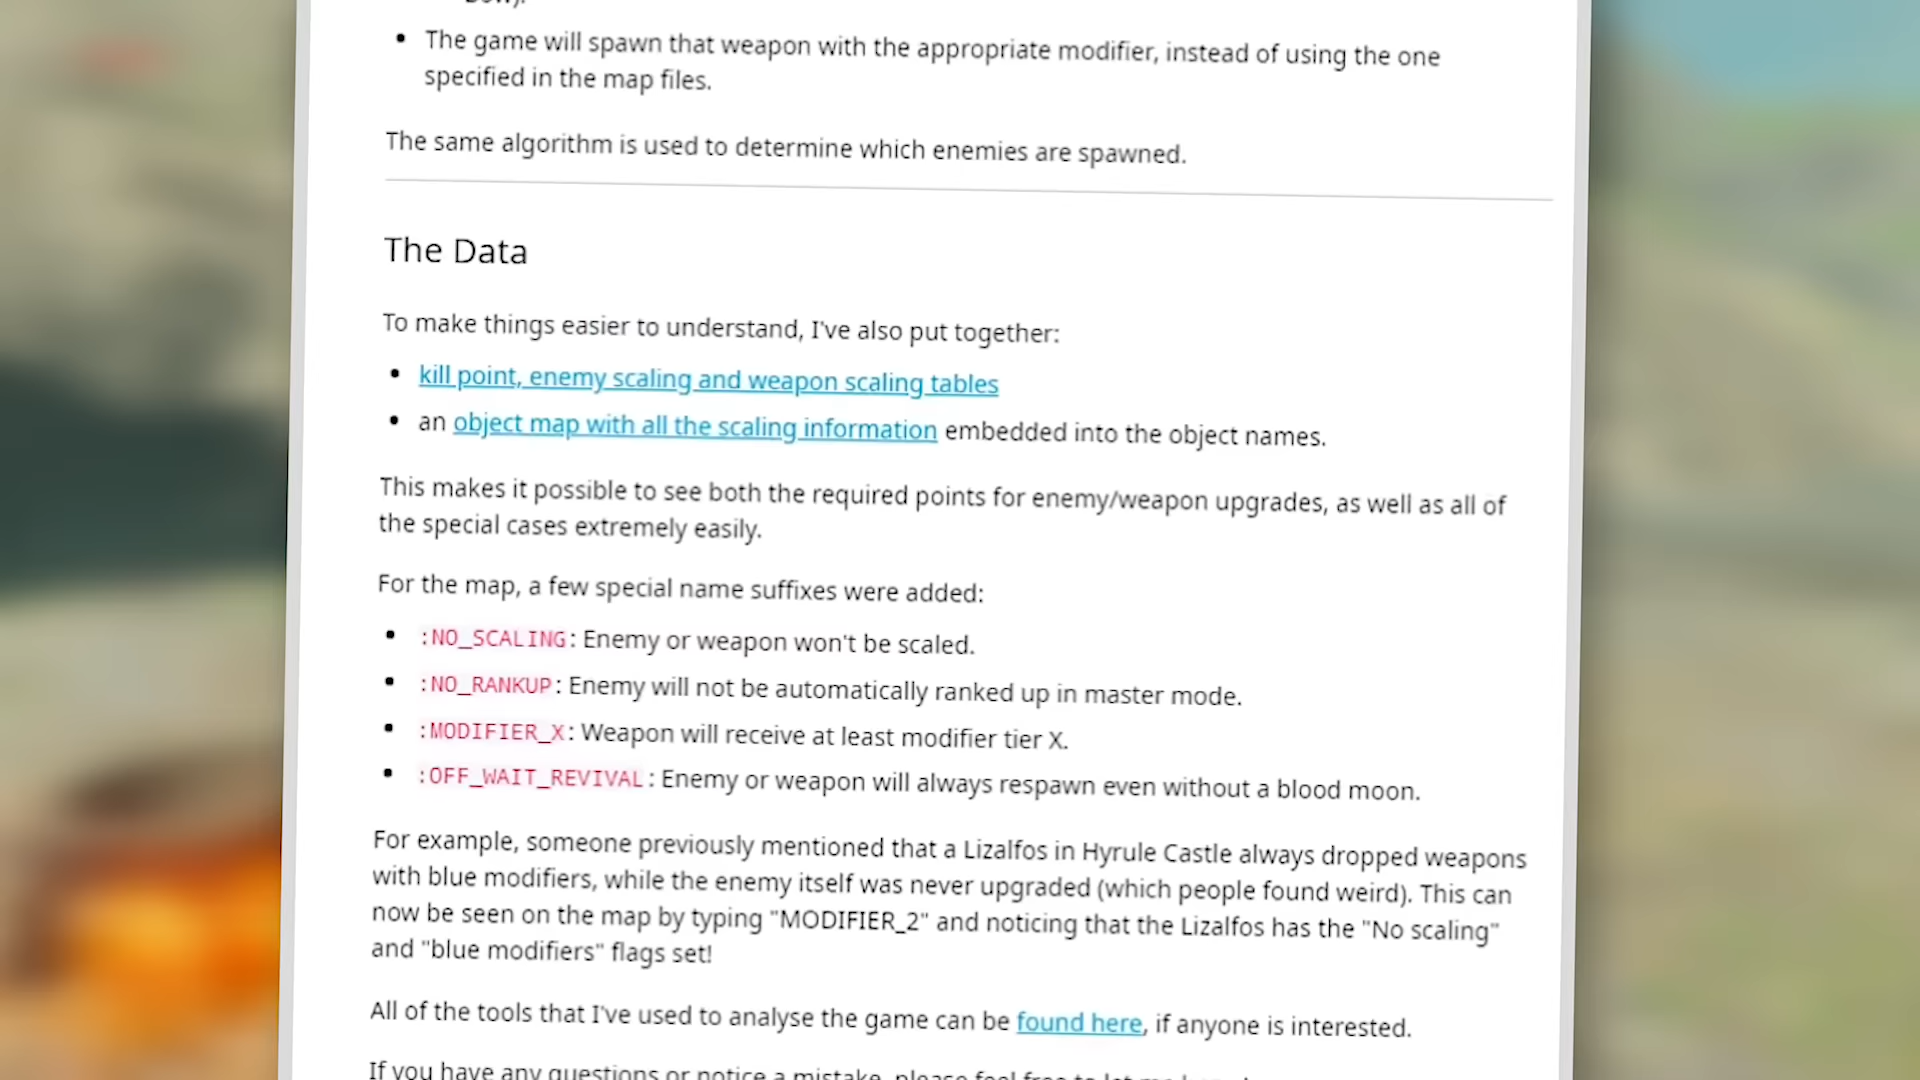 • The game will spawn that weapon with the appropriate modifier, instead of using the one
specified in the map files.
The same algorithm is used to determine which enemies are spawned.
The Data
To make things easier to understand, I've also put together:
• kill point, enemy scaling and weapon scaling tables
• an object map with all the scaling information embedded into the object names.
This makes it possible to see both the required points for enemy/weapon upgrades, as well as all of
the special cases extremely easily.
For the map, a few special name suffixes were added:
• :NO_SCALING: Enemy or weapon won't be scaled.
• :NO_RANKUP: Enemy will not be automatically ranked up in master mode.
• :MODIFIER_X: Weapon will receive at least modifier tier X.
• :OFF_WAIT_REVIVAL: Enemy or weapon will always respawn even without a blood moon.
For example, someone previously mentioned that a Lizalfos in Hyrule Castle always dropped weapons
with blue modifiers, while the enemy itself was never upgraded (which people found weird). This can
now be seen on the map by typing "MODIFIER_2" and noticing that the Lizalfos has the "No scaling"
and "blue modifiers" flags set!
All of the tools that I've used to analyse the game can be found here, if anyone is interested.
If you have any questions or notice a mistake, please feel free to let me